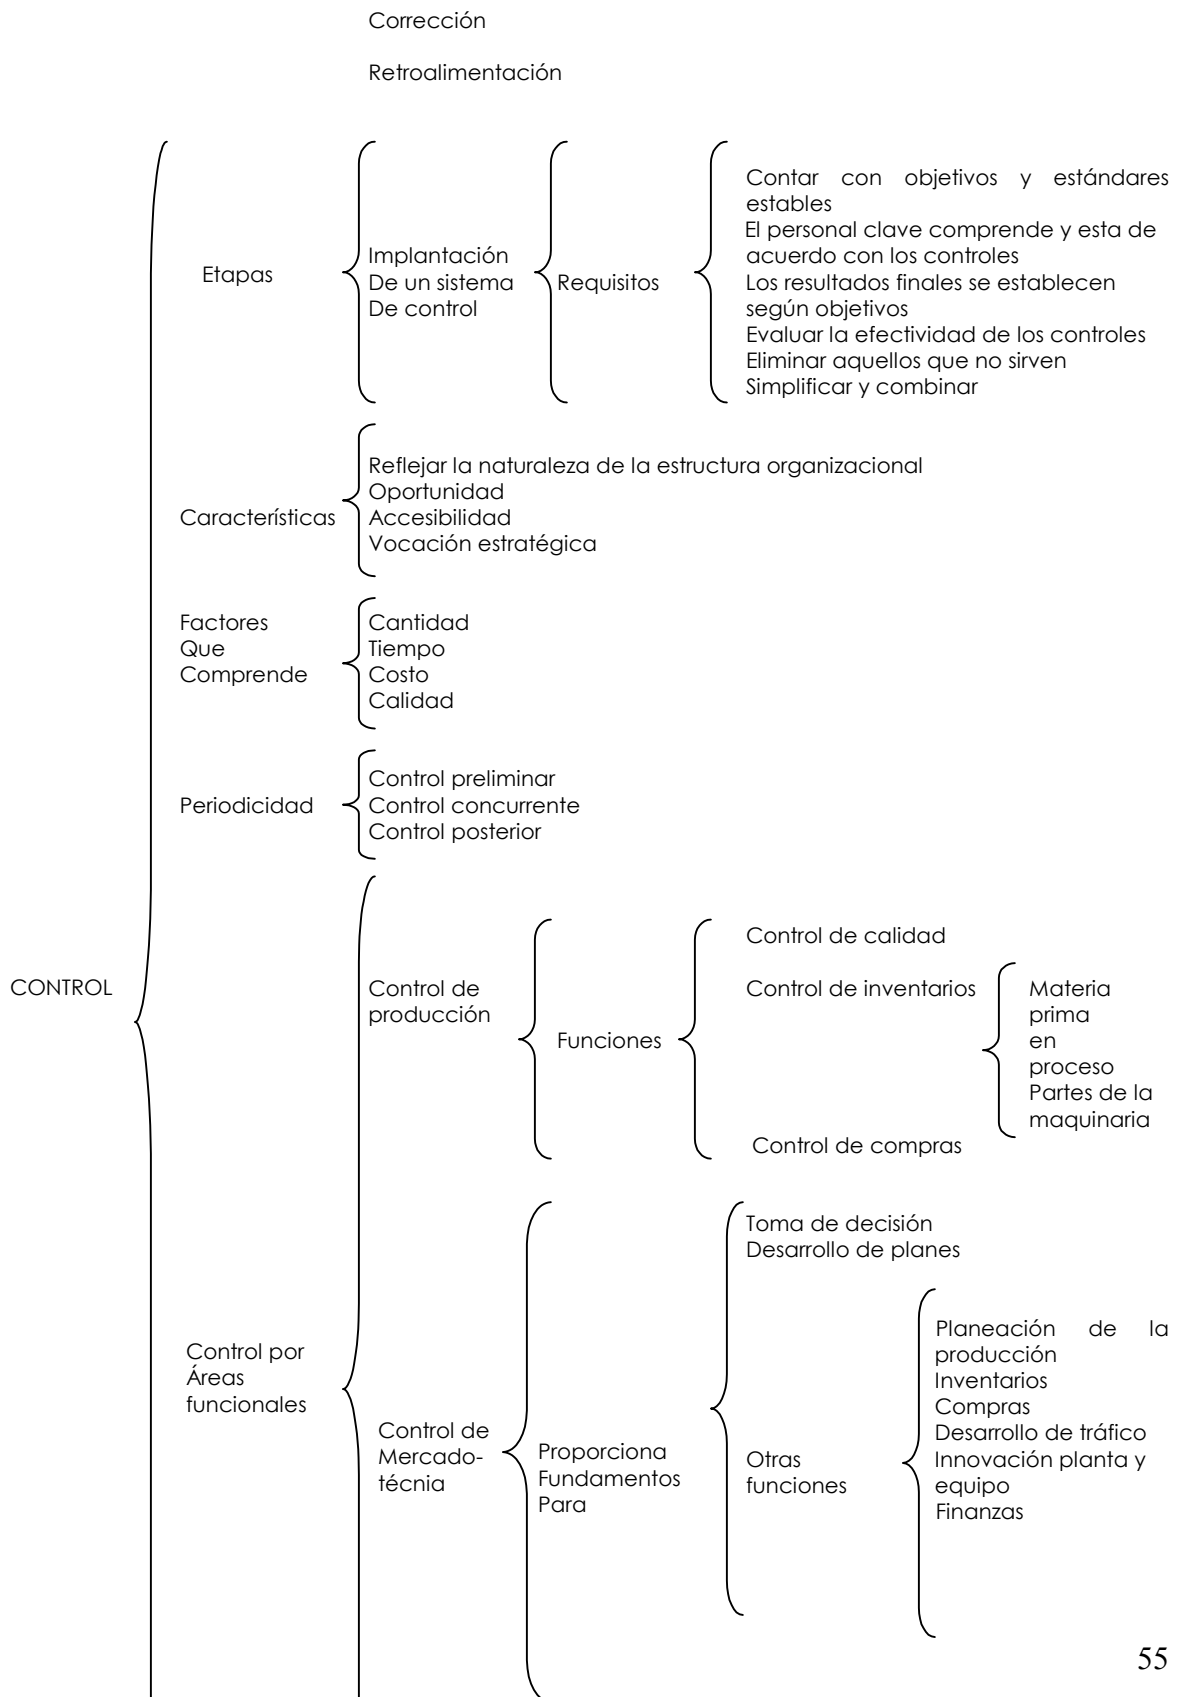 Corrección
Retroalimentación
Etapas
Implantación
De un sistema
De control
Requisitos
Contar con objetivos y estándares
estables
El personal clave comprende y esta de
acuerdo con los controles
Los resultados finales se establecen
según objetivos
Evaluar la efectividad de los controles
Eliminar aquellos que no sirven
Simplificar y combinar
Características
Reflejar la naturaleza de la estructura organizacional
Oportunidad
Accesibilidad
Vocación estratégica
Factores
Que
Comprende
Cantidad
Tiempo
Costo
Calidad
Periodicidad
Control preliminar
Control concurrente
Control posterior
CONTROL
Control por
Áreas
funcionales
Control de
producción
Funciones
Control de calidad
Control de inventarios
Materia
prima
en
proceso
Partes de la
maquinaria
Control de compras
Control de
Mercado-
técnia
Proporciona
Fundamentos
Para
Toma de decisión
Desarrollo de planes
Otras
funciones
Planeación de la
producción
Inventarios
Compras
Desarrollo de tráfico
Innovación planta y
equipo
Finanzas
55